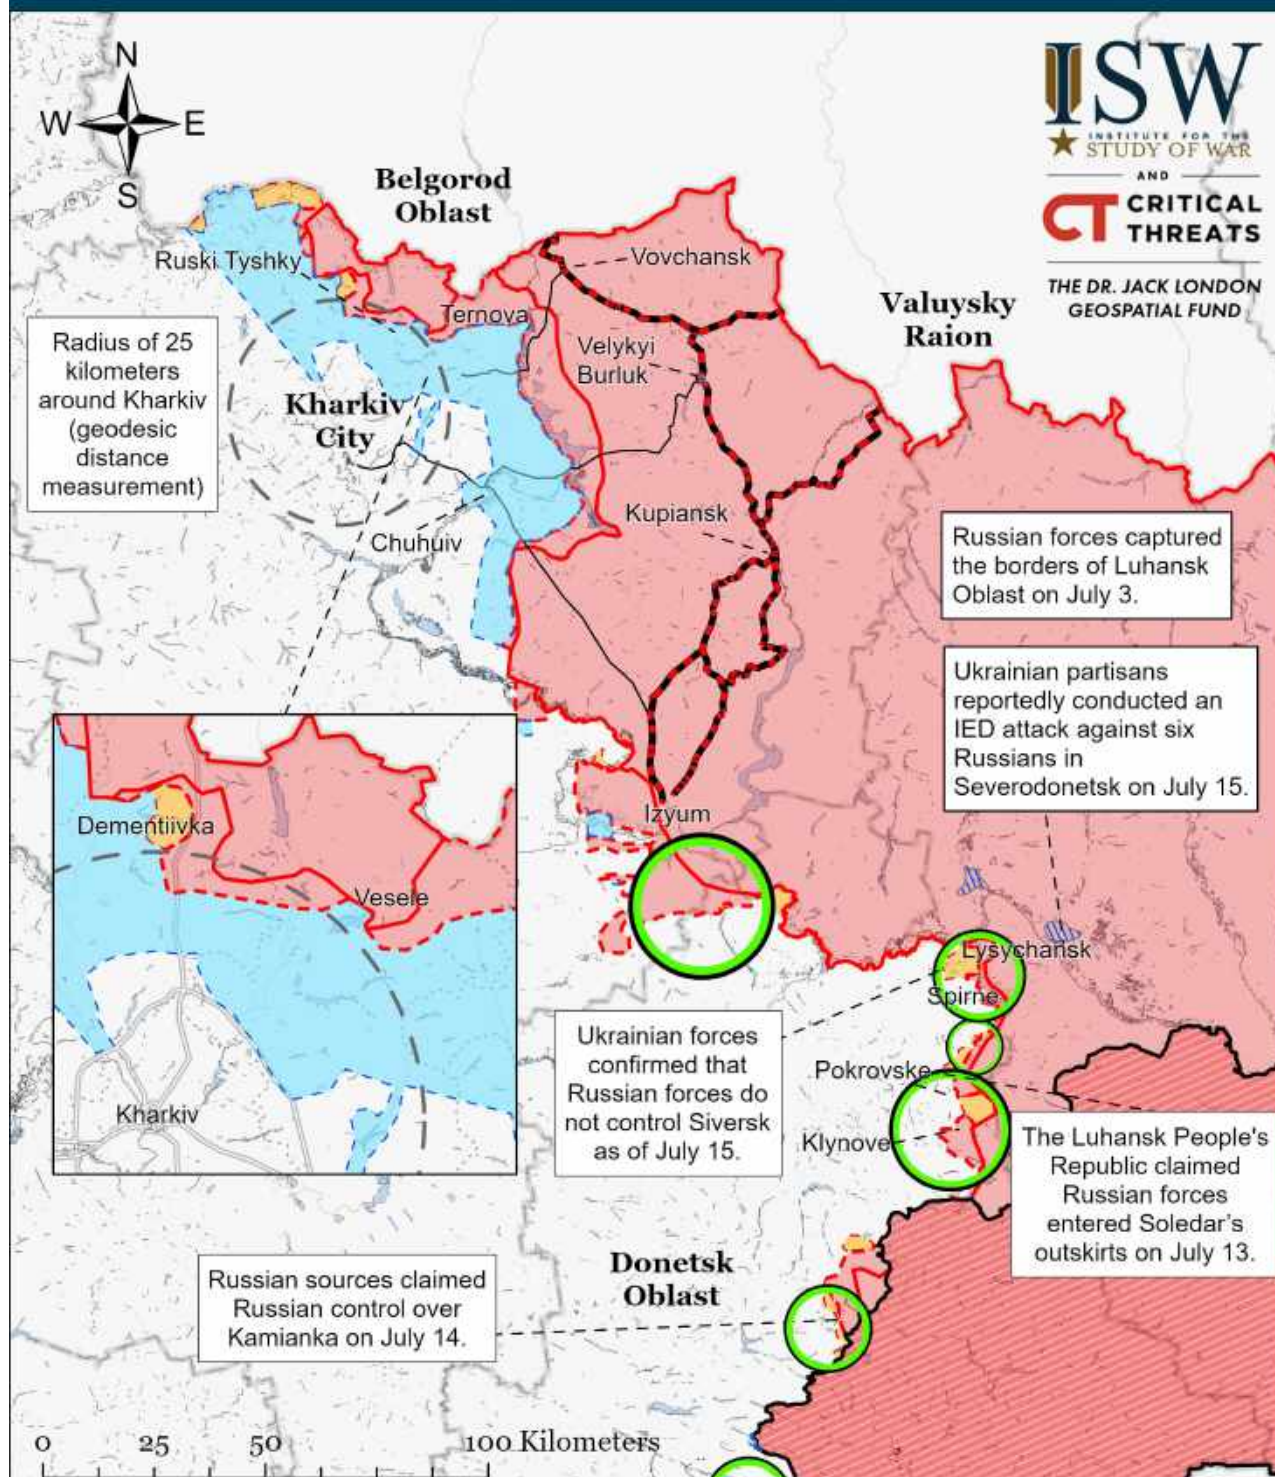 N
W E
S
ISW
INSTITUTE FOR THE
STUDY OF WAR
AND
CT CRITICAL
THREATS
THE DR. JACK LONDON
GEOSPATIAL FUND
Belgorod
Oblast
Ruski Tyshky
Vovchansk
Ternova
Valuysky
Raion
Velykyi
Burluk
Radius of 25
kilometers
around Kharkiv
(geodesic
distance
measurement)
Kharkiv
City
Kupiansk
Chuhuiv
Russian forces captured
the borders of Luhansk
Oblast on July 3.
Ukrainian partisans
reportedly conducted an
IED attack against six
Russians in
Severodonetsk on July 15.
Izyum
Dementiivka
Vesele
Kharkiv
Lysychansk
Spirne
Ukrainian forces
confirmed that
Russian forces do
not control Siversk
as of July 15.
Pokrovske
Klynove
The Luhansk People's
Republic claimed
Russian forces
entered Soledar’s
outskirts on July 13.
Donetsk
Oblast
Russian sources claimed
Russian control over
Kamianka on July 14.
0 25 50 100 Kilometers